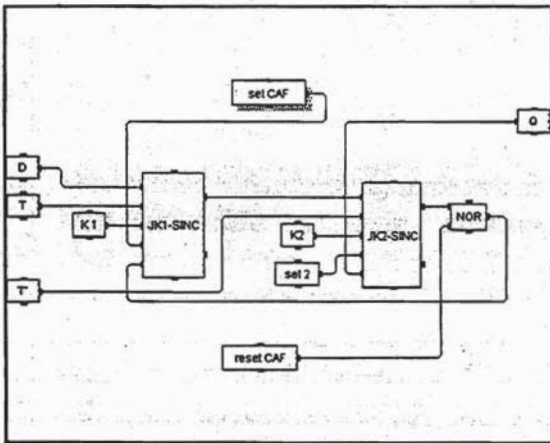 set CAF
Q
D
T
K1
JK1-SINC
K2
JK2-SINC
NOR
set 2
T'
reset CAF